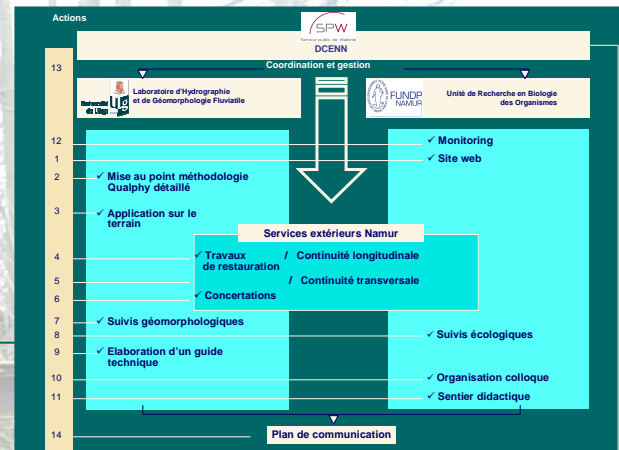 Actions
SPW
Service public de Wallonie
DCENN
13 Coordination et gestion
Université de Liège
Laboratoire d'Hydrographie
et de Géomorphologie Fluviatile
FUNDP
NAMUR
Unité de Recherche en Biologie
des Organismes
12 ✓ Monitoring
1 ✓ Site web
2 ✓ Mise au point méthodologie
Qualphy détaillé
3 ✓ Application sur le
terrain
Services extérieurs Namur
4 ✓ Travaux / Continuité longitudinale
de restauration
5 / Continuité transversale
6 ✓ Concertations
7 ✓ Suivis géomorphologiques
8 ✓ Suivis écologiques
9 ✓ Elaboration d'un guide
technique
10 ✓ Organisation colloque
11 ✓ Sentier didactique
14 Plan de communication